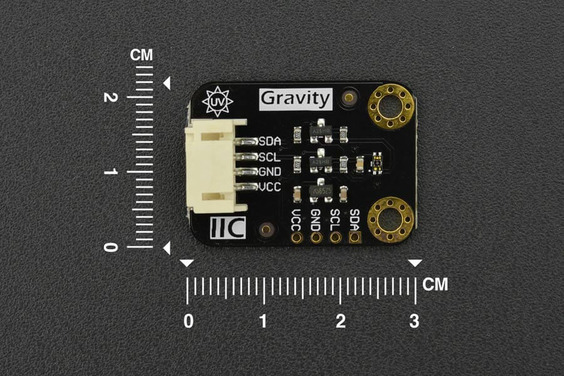 CM
2
1
0
UV
Gravity
SDA
SCL
GND
VCC
IIC
VCC
GND
SCL
SDA
0
1
2
3
CM